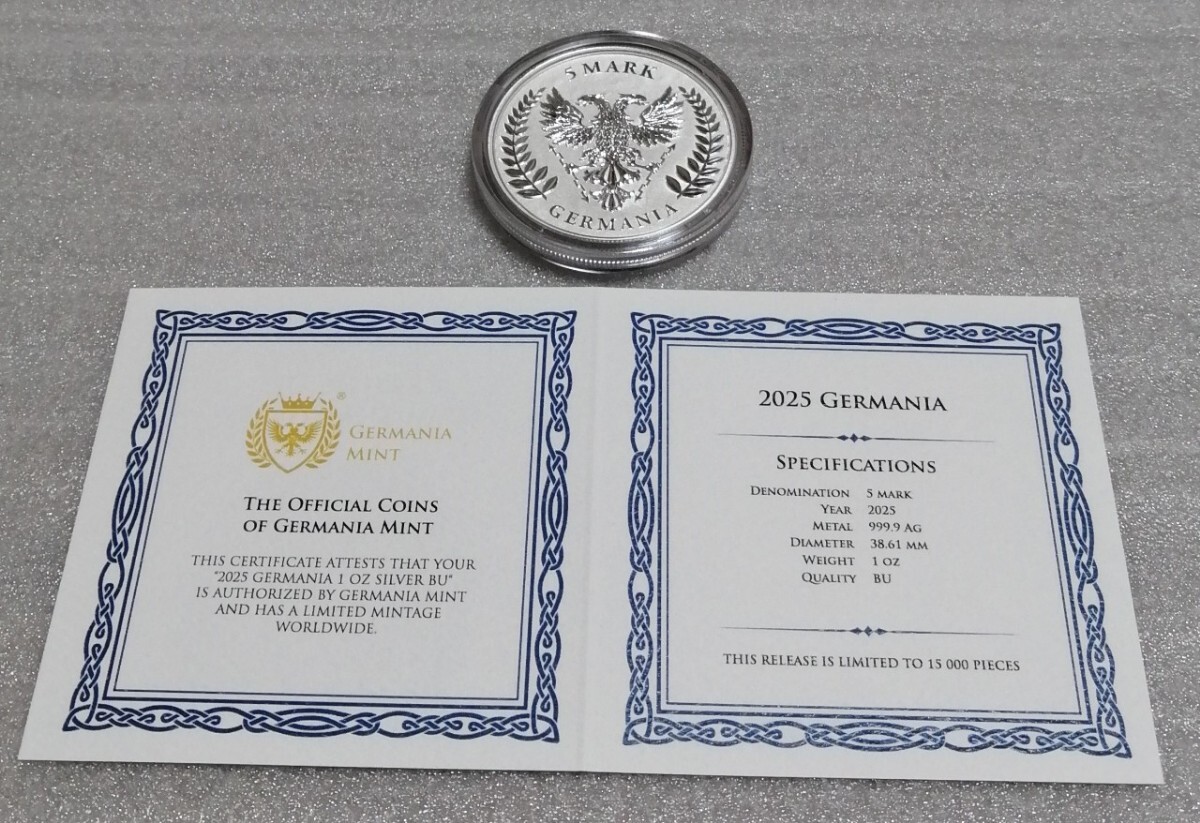 5 MARK
GERMANIA
GERMANIA
MINT
®
THE OFFICIAL COINS
OF GERMANIA MINT
THIS CERTIFICATE ATTESTS THAT YOUR
"2025 GERMANIA 1 OZ SILVER BU"
IS AUTHORIZED BY GERMANIA MINT
AND HAS A LIMITED MINTAGE
WORLDWIDE.
2025 GERMANIA
SPECIFICATIONS
DENOMINATION 5 MARK
YEAR 2025
METAL 999.9 AG
DIAMETER 38.61 MM
WEIGHT 1 OZ
QUALITY BU
THIS RELEASE IS LIMITED TO 15 000 PIECES